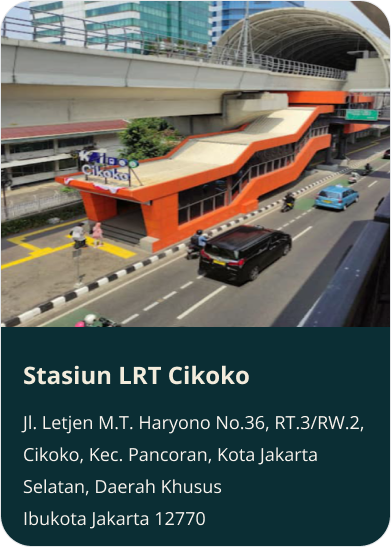 Cikoko
Stasiun LRT Cikoko
Jl. Letjen M.T. Haryono No.36, RT.3/RW.2,
Cikoko, Kec. Pancoran, Kota Jakarta
Selatan, Daerah Khusus
Ibukota Jakarta 12770